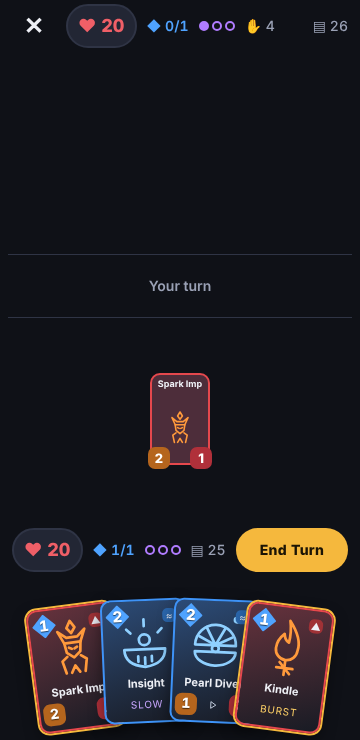 20 0/1 4 26
Your turn
Spark Imp
2 1
20 1/1 25 End Turn
1 Spark Imp 2
2 Insight SLOW
2 Pearl Dive 1
1 Kindle BURST